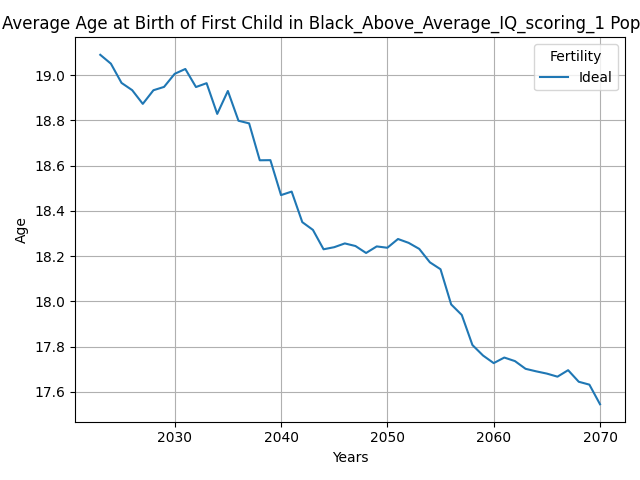 Average Age at Birth of First Child in Black_Above_Average_IQ_scoring_1 Pop
Fertility
Ideal
Age
19.0
18.8
18.6
18.4
18.2
18.0
17.8
17.6
2030 2040 2050 2060 2070
Years